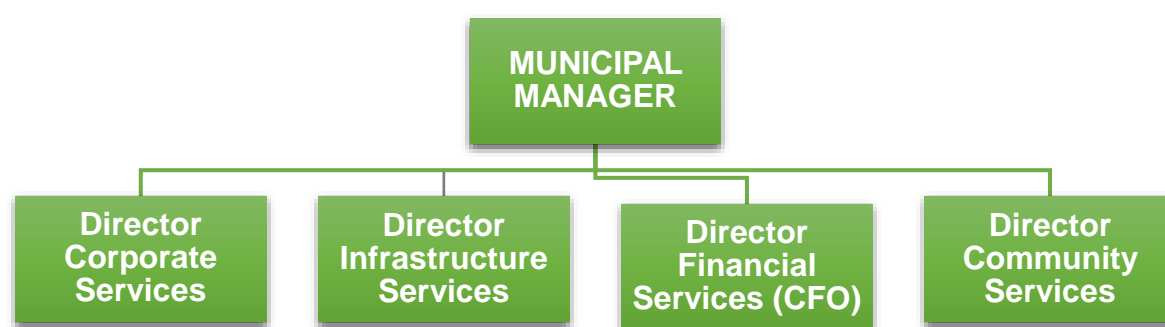 MUNICIPAL
MANAGER
Director
Corporate
Services
Director
Infrastructure
Services
Director
Financial
Services (CFO)
Director
Community
Services